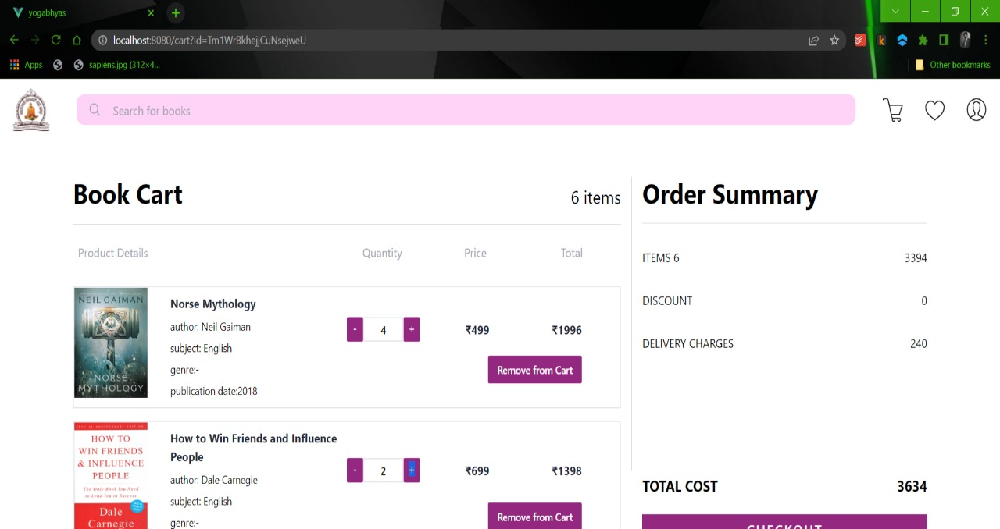 yogabhyas
localhost:8080/cart?id=Tm1WrBkhejjCuNsejweU
Apps
sapiens.jpg (312×4...
Other bookmarks
Search for books
Book Cart
6 items
Product Details
Quantity
Price
Total
NEIL GAIMAN
NORSE
MYTHOLOGY
Norse Mythology
author: Neil Gaiman
subject: English
genre:-
publication date:2018
-
4
+
₹499
₹1996
Remove from Cart
SPECIAL ANNIVERSARY EDITION
HOW TO
WIN FRIENDS
& INFLUENCE
PEOPLE
The Only Book You Need
to Lead You to Success
Dale
Carnegie
How to Win Friends and Influence
People
author: Dale Carnegie
subject: English
genre:-
-
2
+
₹699
₹1398
Remove from Cart
Order Summary
ITEMS 6
3394
DISCOUNT
0
DELIVERY CHARGES
240
TOTAL COST
3634
CHECKOUT